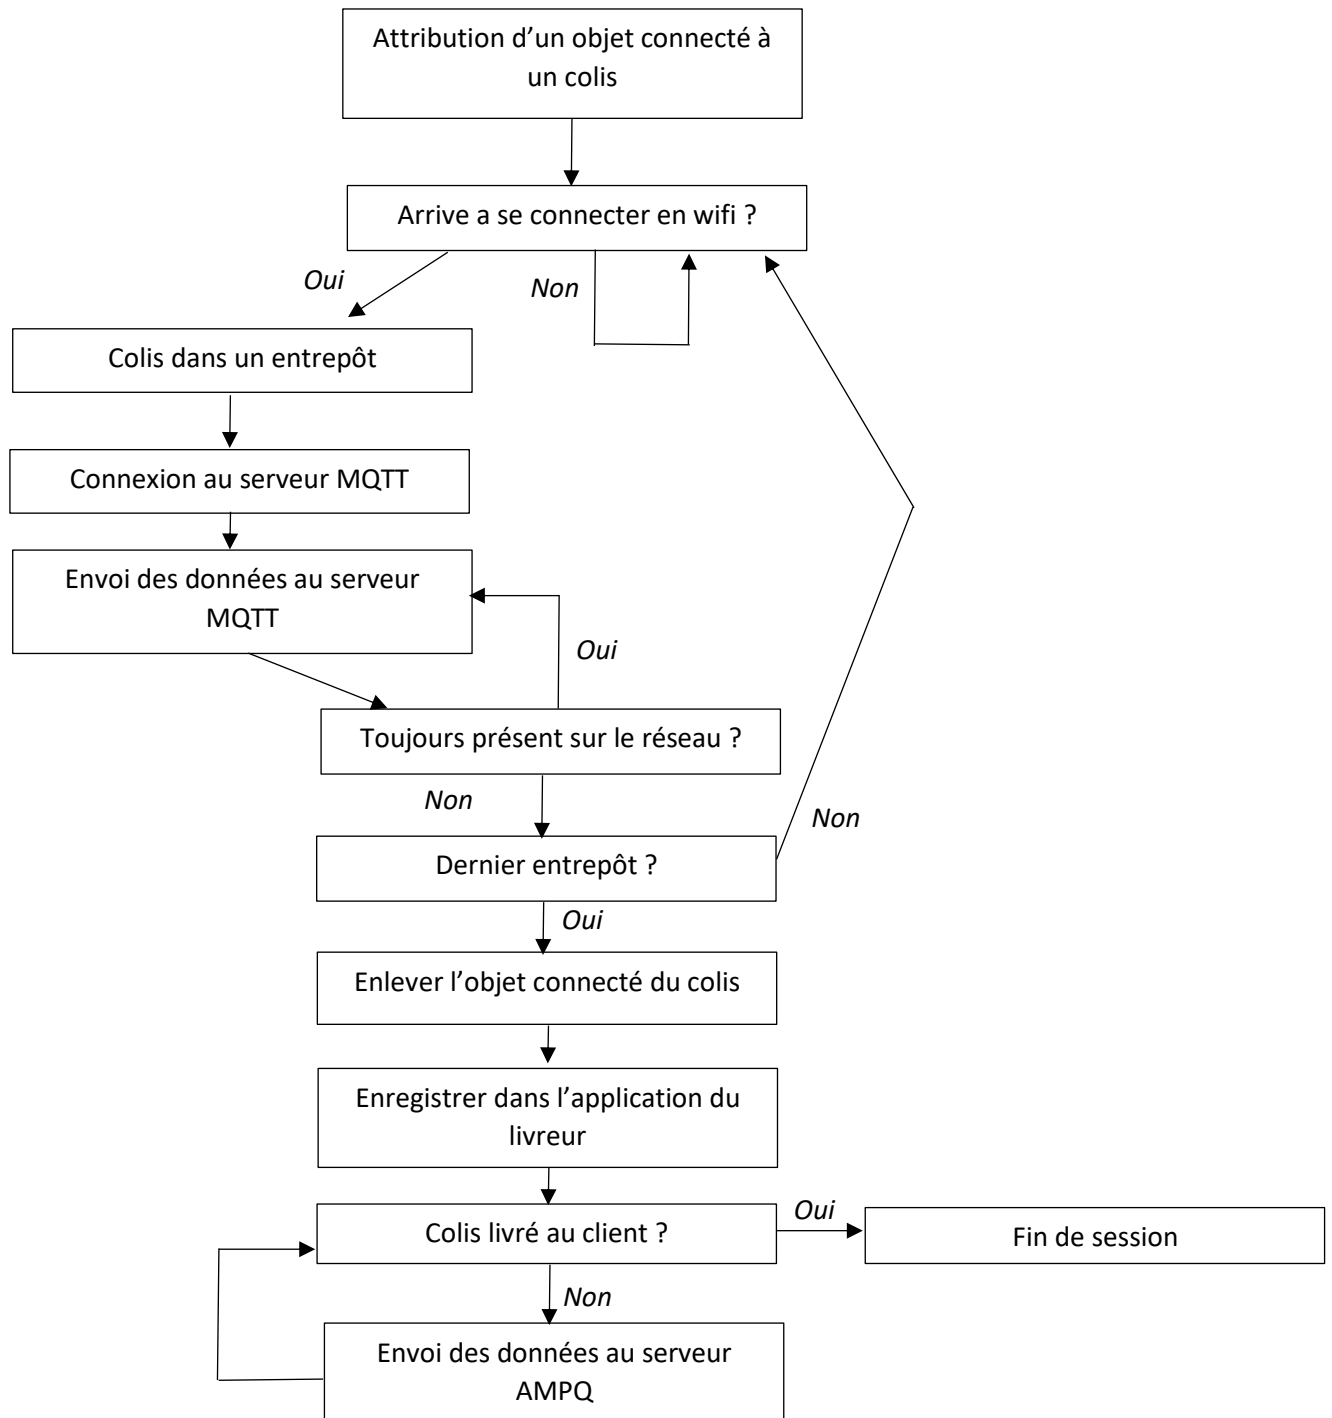 Attribution d'un objet connecté à
un colis
Arrive a se connecter en wifi ?
Oui
Non
Colis dans un entrepôt
Connexion au serveur MQTT
Envoi des données au serveur
MQTT
Oui
Toujours présent sur le réseau ?
Non
Non
Dernier entrepôt ?
Oui
Enlever l'objet connecté du colis
Enregistrer dans l'application du
livreur
Colis livré au client ?
Oui
Fin de session
Non
Envoi des données au serveur
AMPQ